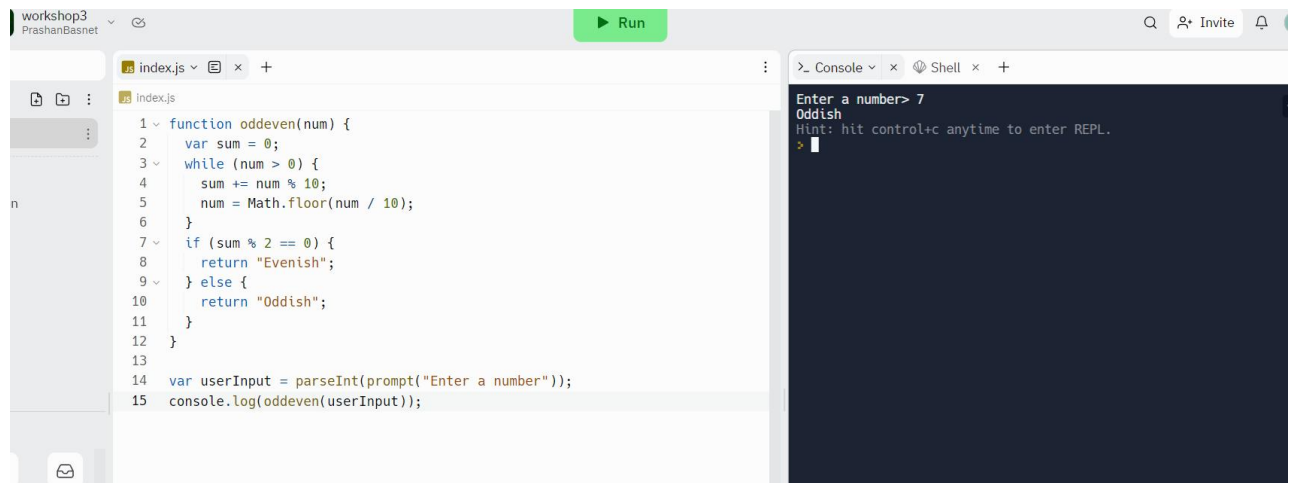 workshop3
PrashanBasnet
Run
Invite
JS index.js
Console
Shell
n
JS index.js
1 function oddeven(num) {
2 var sum = 0;
3 while (num > 0) {
4 sum += num % 10;
5 num = Math.floor(num / 10);
6 }
7 if (sum % 2 == 0) {
8 return "Evenish";
9 } else {
10 return "Oddish";
11 }
12 }
13
14 var userInput = parseInt(prompt("Enter a number"));
15 console.log(oddeven(userInput));
Enter a number> 7
Oddish
Hint: hit control+c anytime to enter REPL.
>